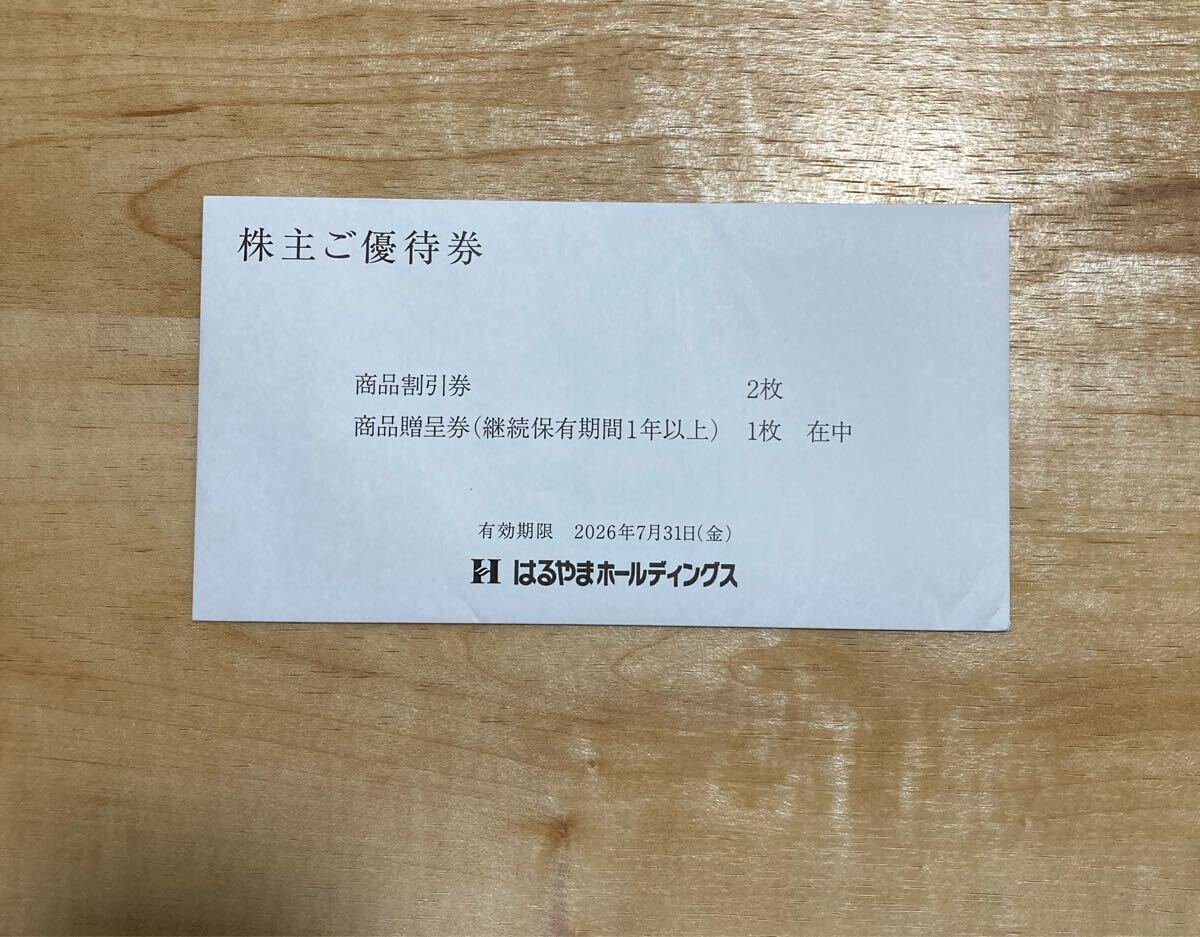 株主ご優待券
商品割引券 2枚
商品贈呈券(継続保有期間1年以上) 1枚 在中
有効期限 2026年7月31日(金)
はるやまホールディングス